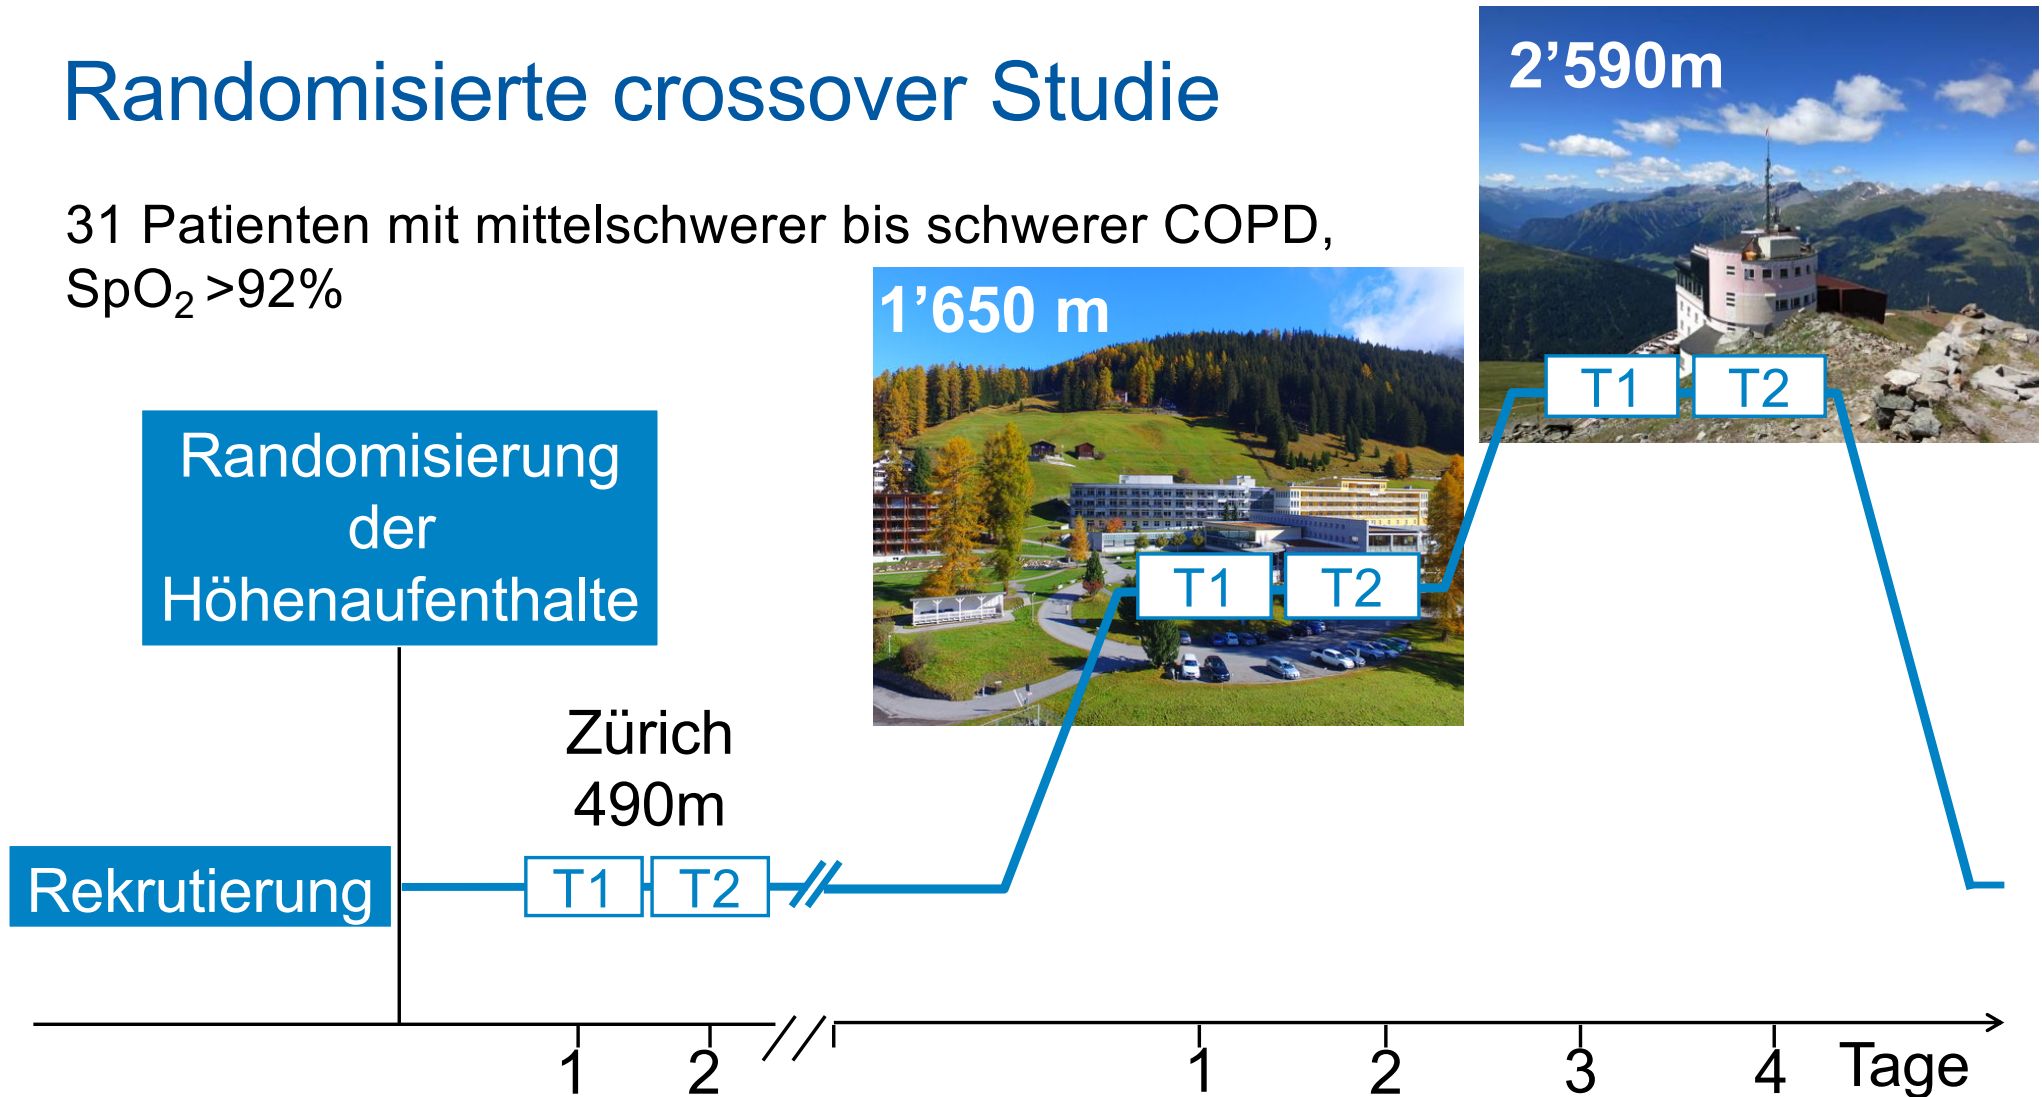 Randomisierte crossover Studie
31 Patienten mit mittelschwerer bis schwerer COPD,
SpO₂ >92%
2’590m
1’650 m
T1 T2
Randomisierung
der
Höhenaufenthalte
T1 T2
Zürich
490m
Rekrutierung
T1 T2
1 2 1 2 3 4 Tage